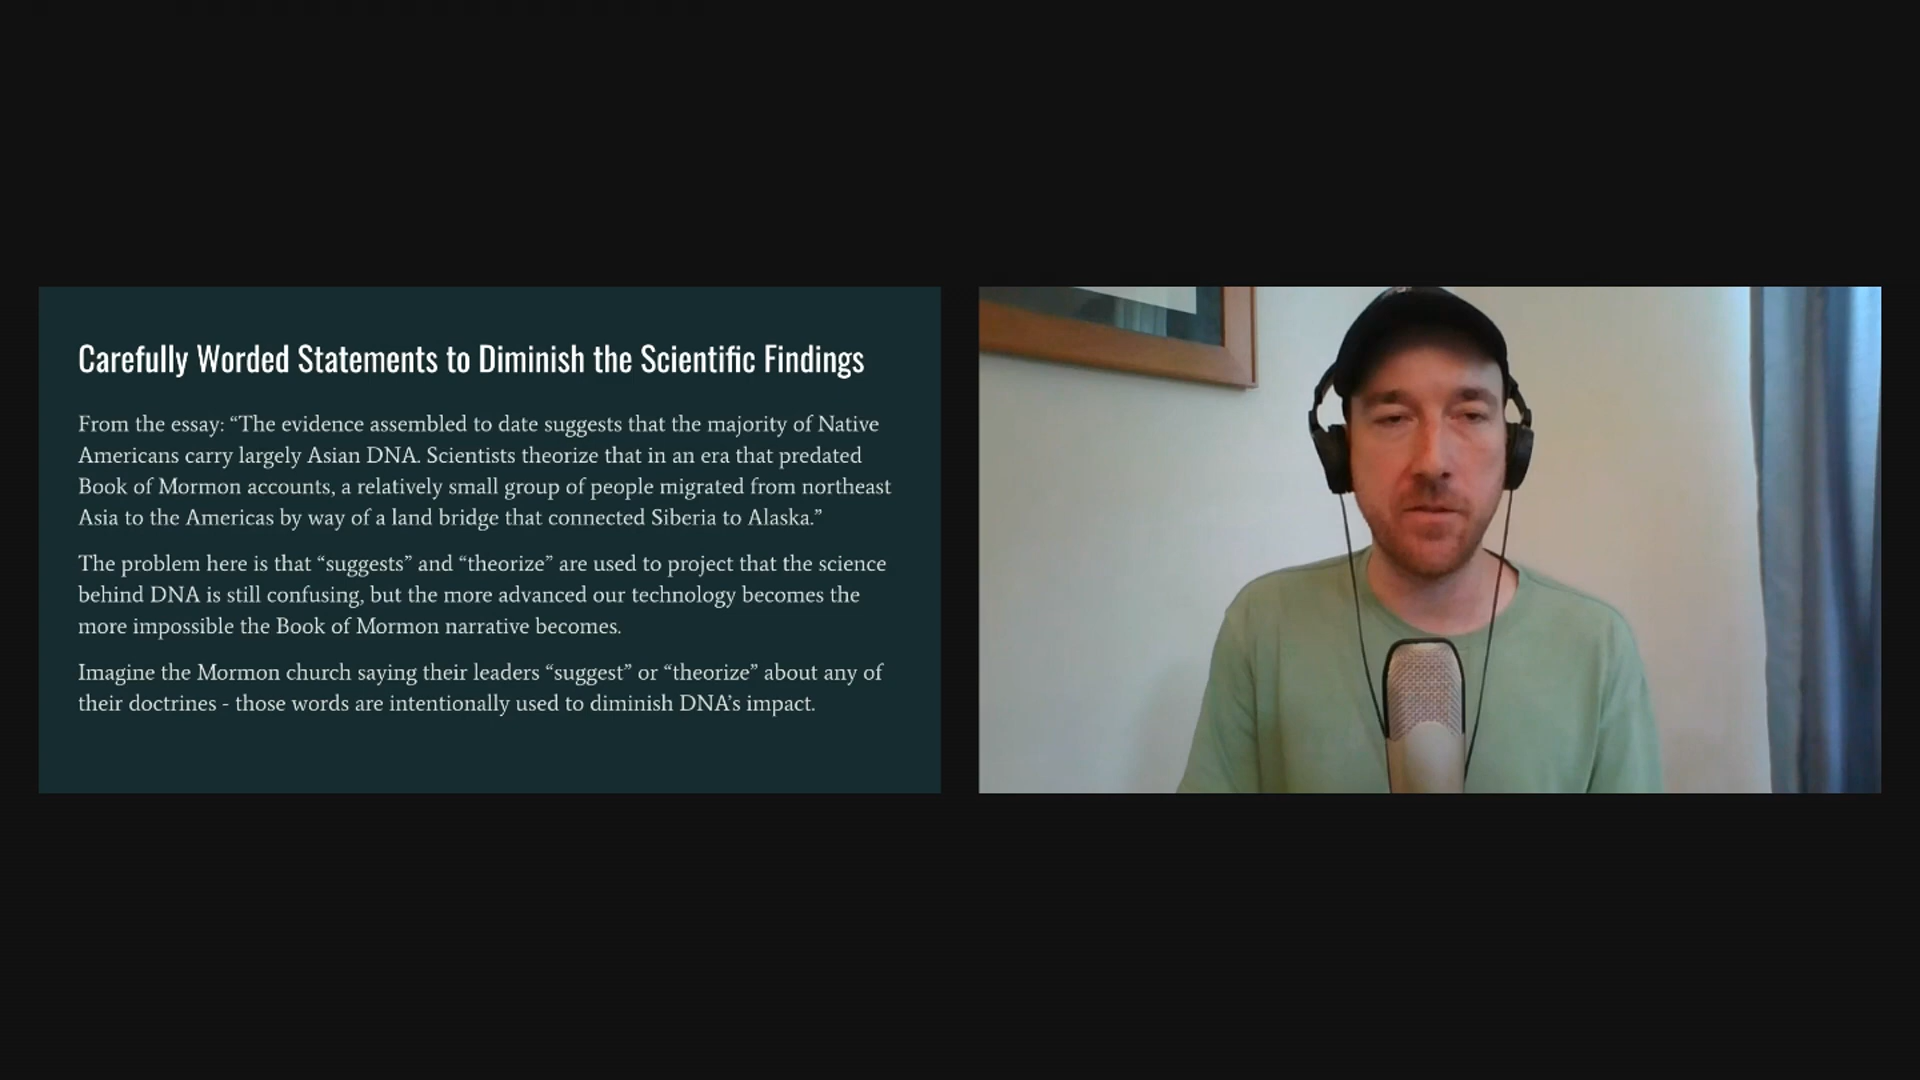 Carefully Worded Statements to Diminish the Scientific Findings
From the essay: “The evidence assembled to date suggests that the majority of Native
Americans carry largely Asian DNA. Scientists theorize that in an era that predated
Book of Mormon accounts, a relatively small group of people migrated from northeast
Asia to the Americas by way of a land bridge that connected Siberia to Alaska.”
The problem here is that “suggests” and “theorize” are used to project that the science
behind DNA is still confusing, but the more advanced our technology becomes the
more impossible the Book of Mormon narrative becomes.
Imagine the Mormon church saying their leaders “suggest” or “theorize” about any of
their doctrines - those words are intentionally used to diminish DNA’s impact.